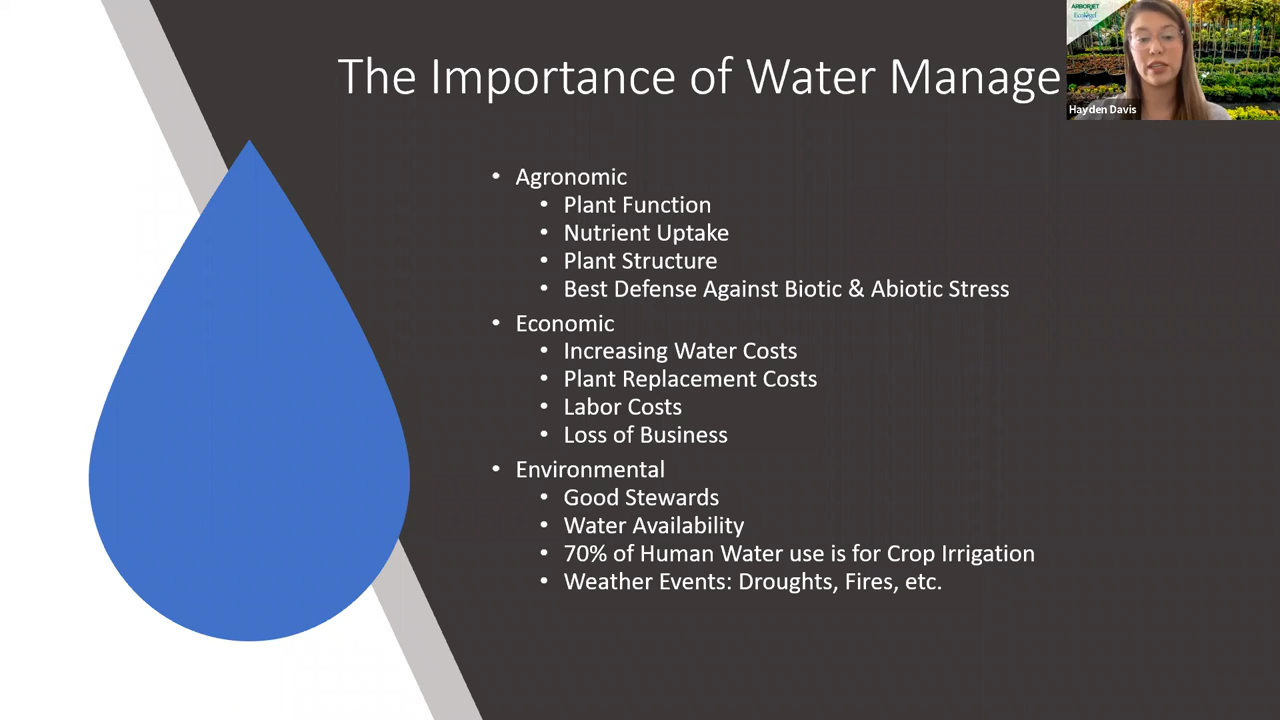 The Importance of Water Manage
ARBORJET
Ecologel
Hayden Davis
• Agronomic
• Plant Function
• Nutrient Uptake
• Plant Structure
• Best Defense Against Biotic & Abiotic Stress
• Economic
• Increasing Water Costs
• Plant Replacement Costs
• Labor Costs
• Loss of Business
• Environmental
• Good Stewards
• Water Availability
• 70% of Human Water use is for Crop Irrigation
• Weather Events: Droughts, Fires, etc.